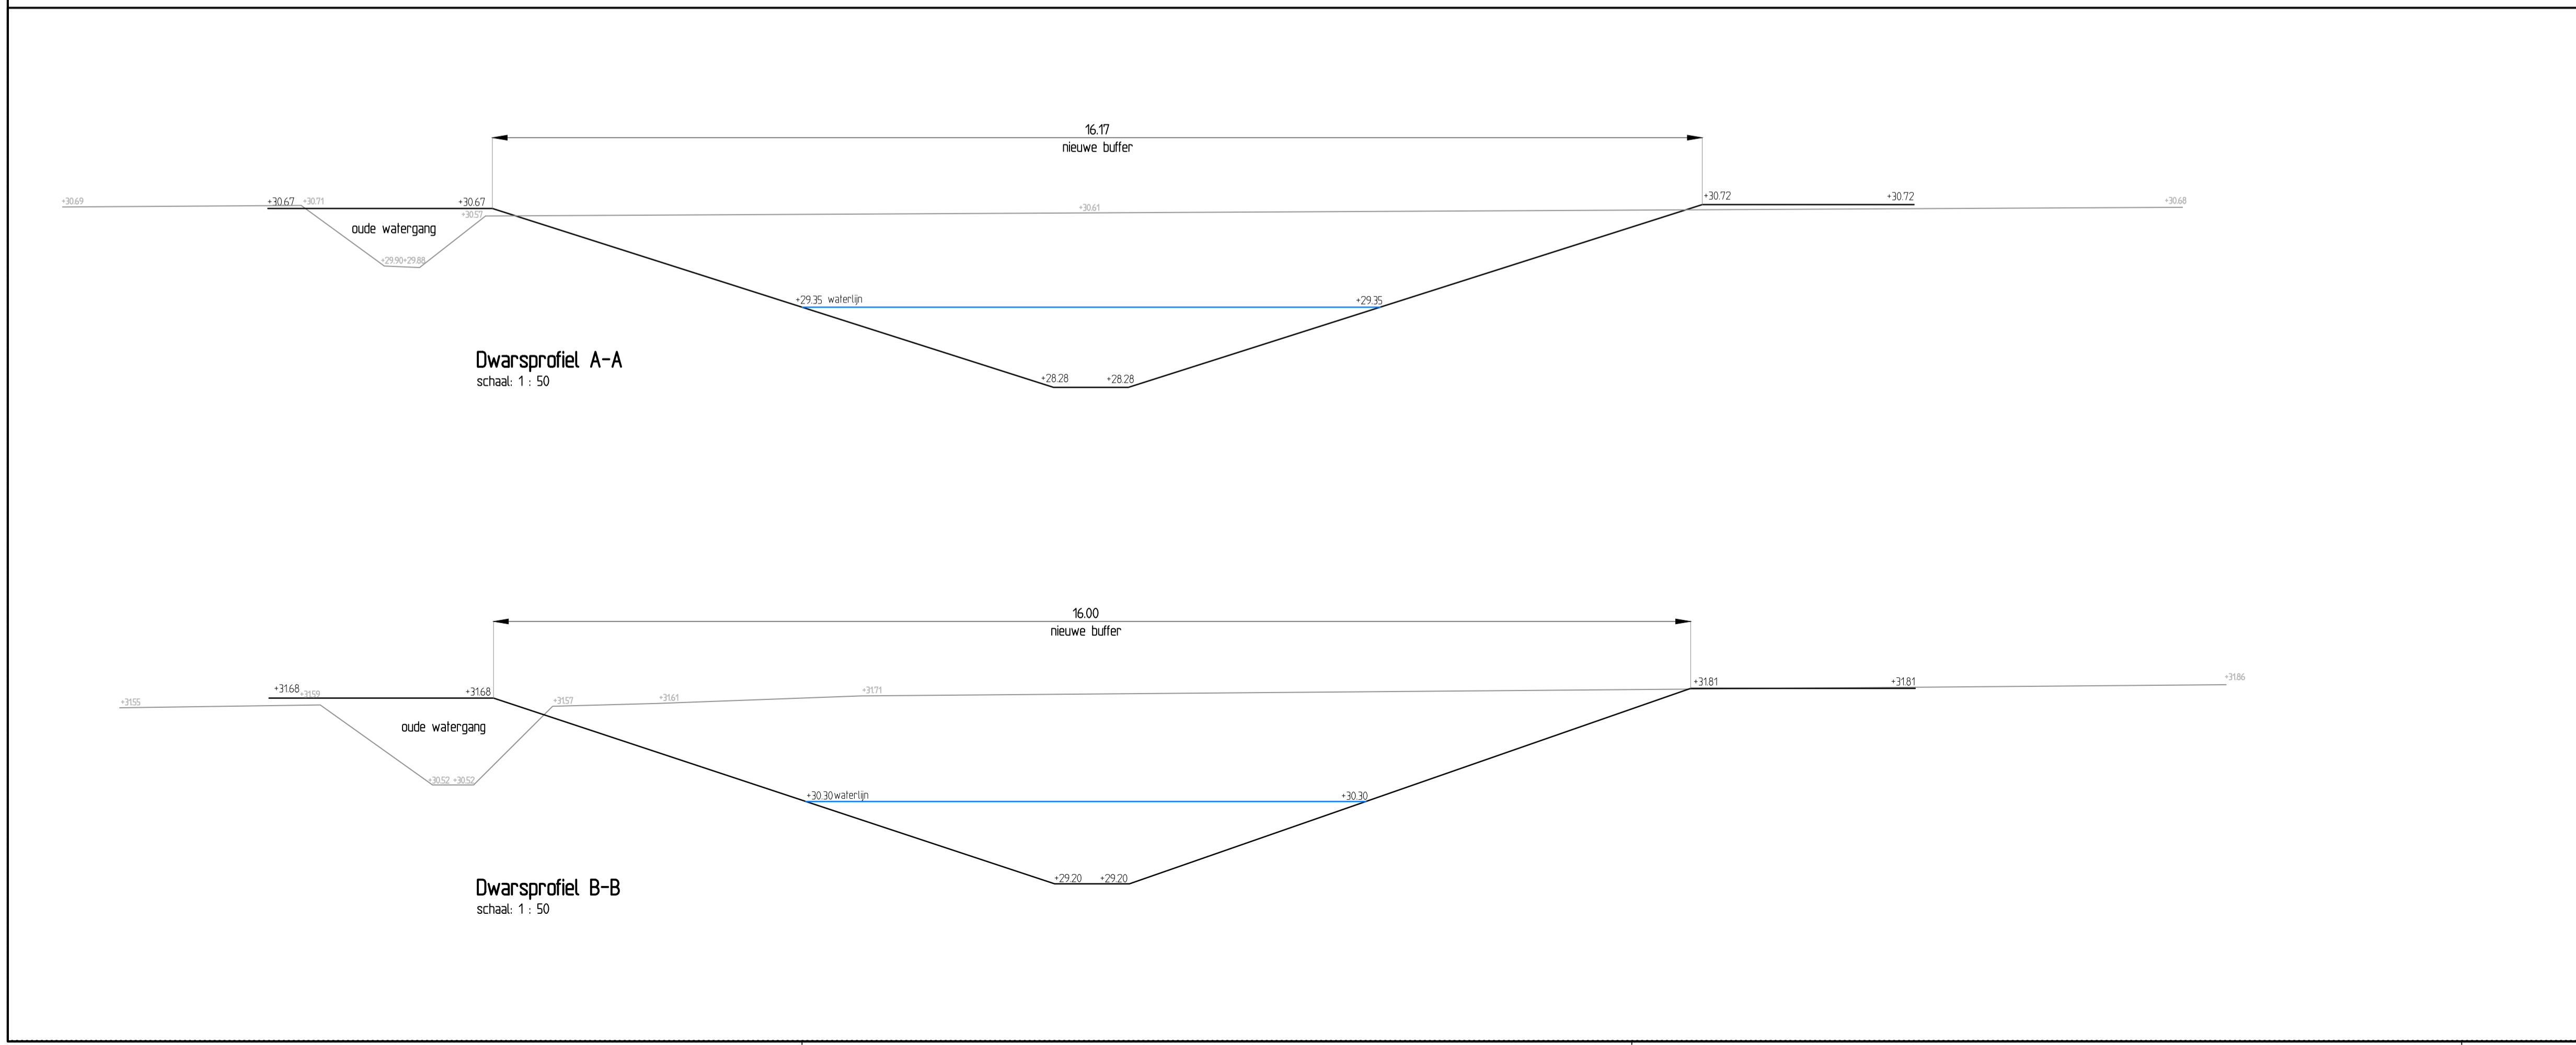 16.17
nieuwe buffer
+30.69
+30.67 +30.71
+30.67
+30.57
+30.61
+30.72
+30.72
+30.68
oude watergang
+29.90+29.88
+29.35 waterlijn
+29.35
Dwarsprofiel A-A
schaal: 1 : 50
+28.28
+28.28
16.00
nieuwe buffer
+31.55
+31.68
+31.59
+31.68
+31.57
+31.61
+31.71
+31.81
+31.81
+31.86
oude watergang
+30.52 +30.52
+30.30 waterlijn
+30.30
Dwarsprofiel B-B
schaal: 1 : 50
+29.20
+29.20